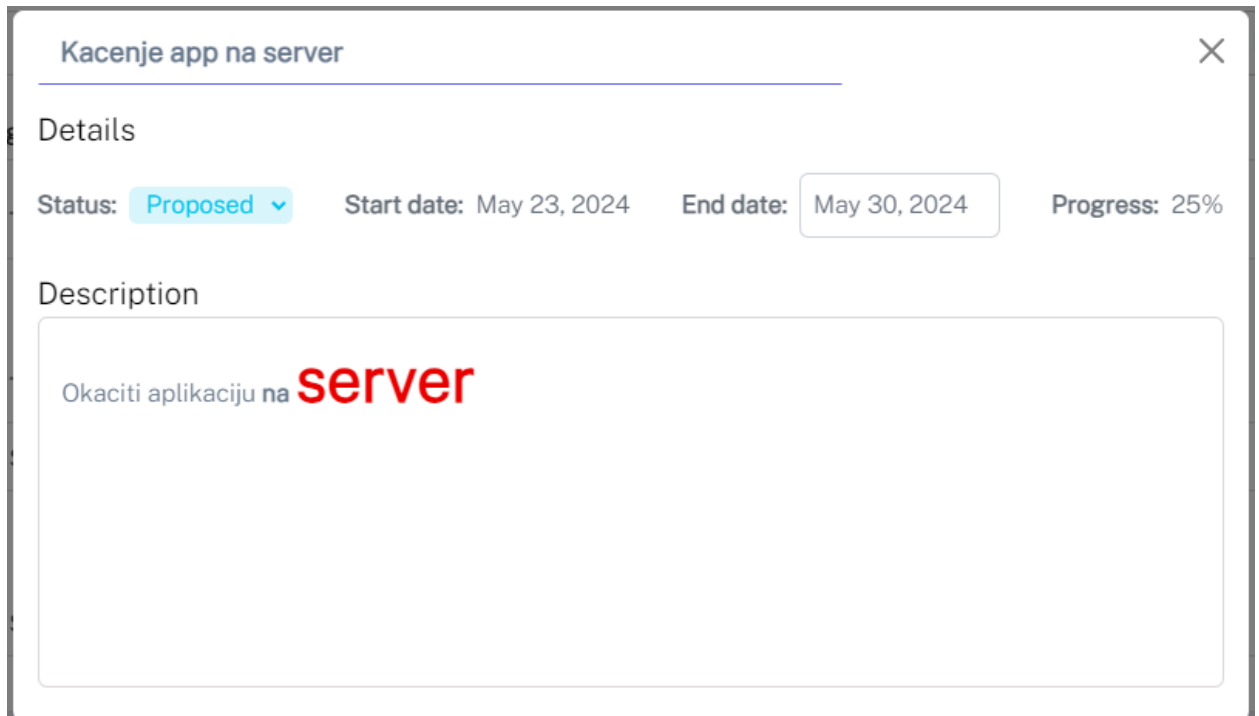 Kacenje app na server
Details
Status: Proposed Start date: May 23, 2024 End date: May 30, 2024 Progress: 25%
Description
Okaciti aplikaciju na server